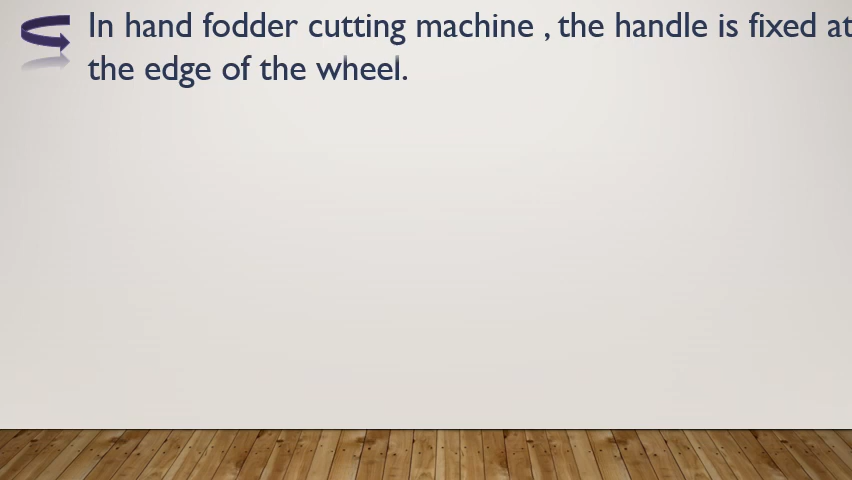 In hand fodder cutting machine , the handle is fixed at
the edge of the wheel.